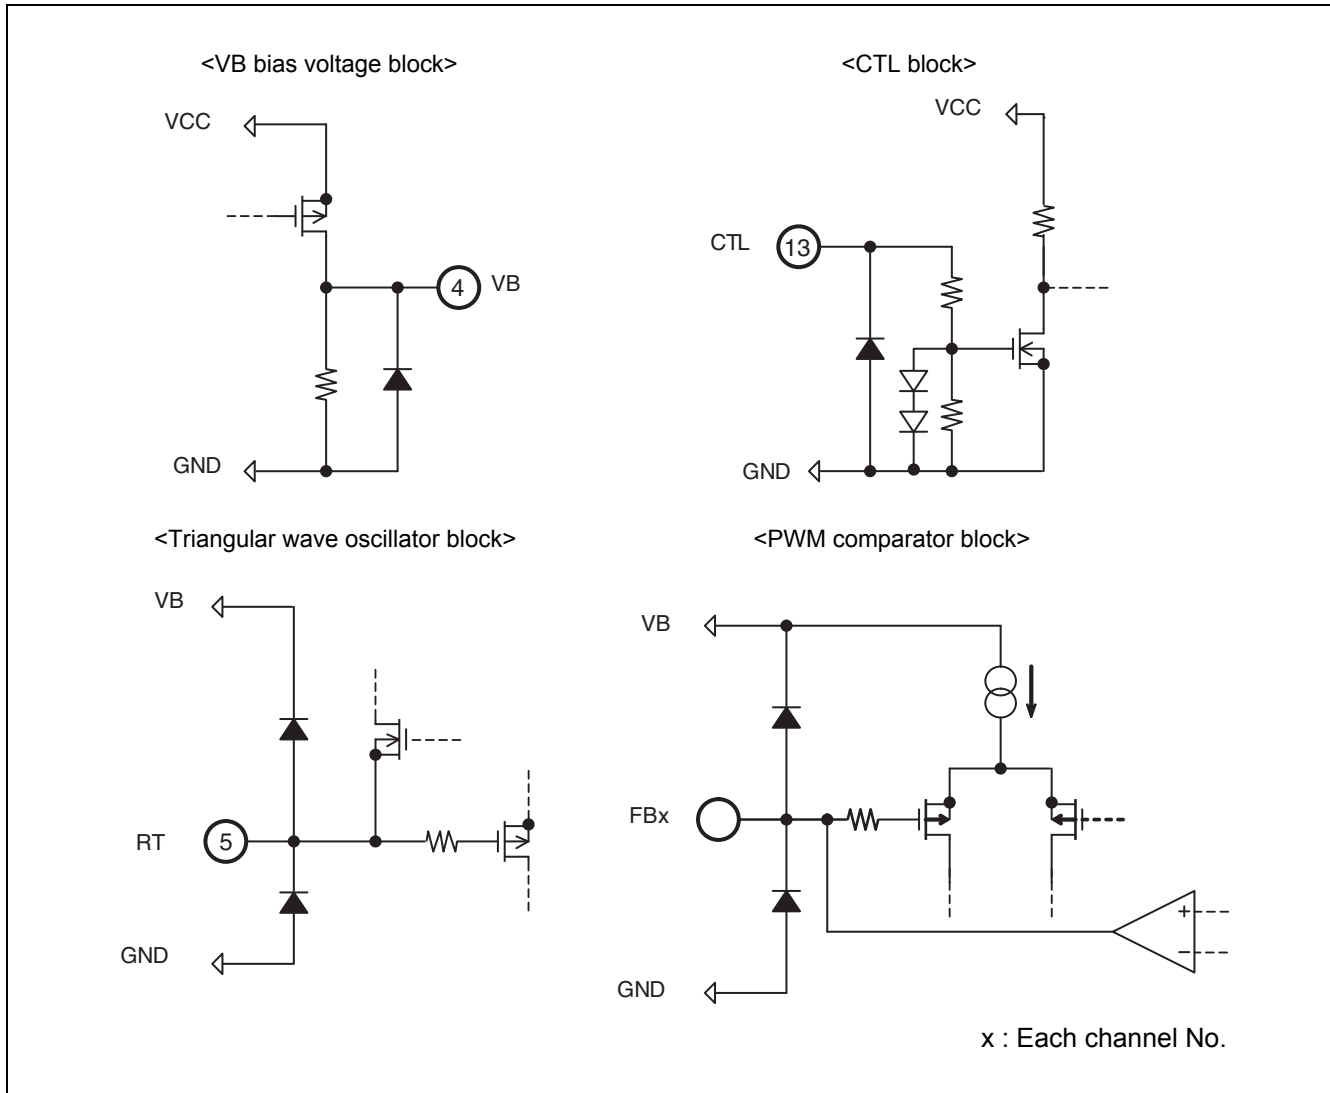 <VB bias voltage block>
VCC
4 VB
GND
<CTL block>
VCC
CTL 13
GND
<Triangular wave oscillator block>
VB
RT 5
GND
<PWM comparator block>
VB
FBx
+
−
GND
x : Each channel No.